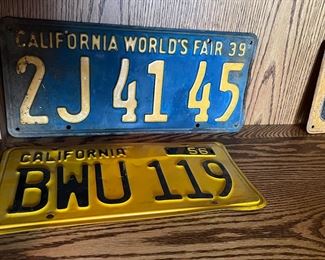 CALIFORNIA WORLD'S FAIR 39
2J 41 45
CALIFORNIA 56
BWU 119